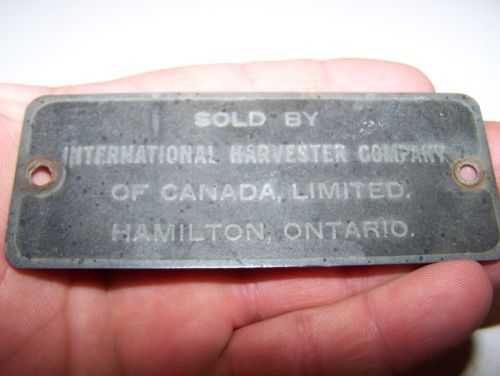 SOLD BY
INTERNATIONAL HARVESTER COMPANY
OF CANADA, LIMITED.
HAMILTON, ONTARIO.